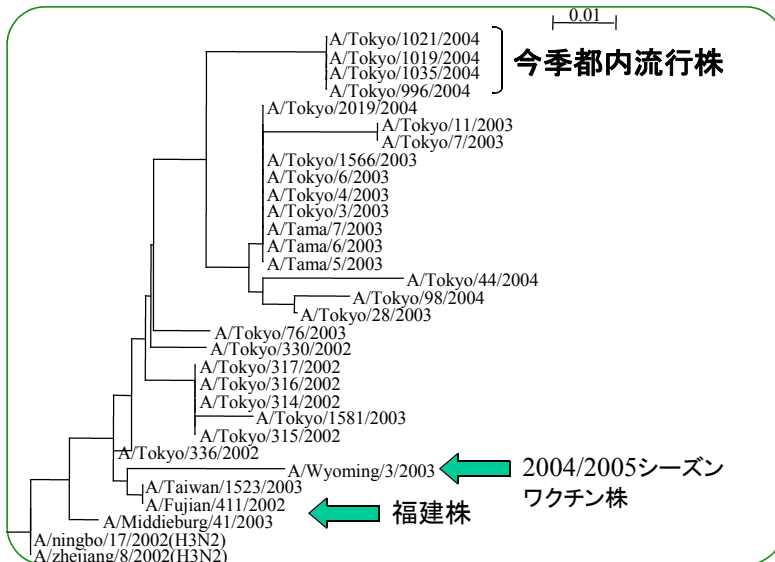 0.01
A/Tokyo/1021/2004
A/Tokyo/1019/2004
A/Tokyo/1035/2004
A/Tokyo/996/2004
今季都内流行株
A/Tokyo/2019/2004
A/Tokyo/11/2003
A/Tokyo/7/2003
A/Tokyo/1566/2003
A/Tokyo/6/2003
A/Tokyo/4/2003
A/Tokyo/3/2003
A/Tama/7/2003
A/Tama/6/2003
A/Tama/5/2003
A/Tokyo/44/2004
A/Tokyo/98/2004
A/Tokyo/28/2003
A/Tokyo/76/2003
A/Tokyo/330/2002
A/Tokyo/317/2002
A/Tokyo/316/2002
A/Tokyo/314/2002
A/Tokyo/1581/2003
A/Tokyo/315/2002
A/Tokyo/336/2002
A/Wyoming/3/2003
2004/2005シーズン
ワクチン株
A/Taiwan/1523/2003
A/Fujian/411/2002
福建株
A/Middieburg/41/2003
A/ningbo/17/2002(H3N2)
A/zhejiang/8/2002(H3N2)